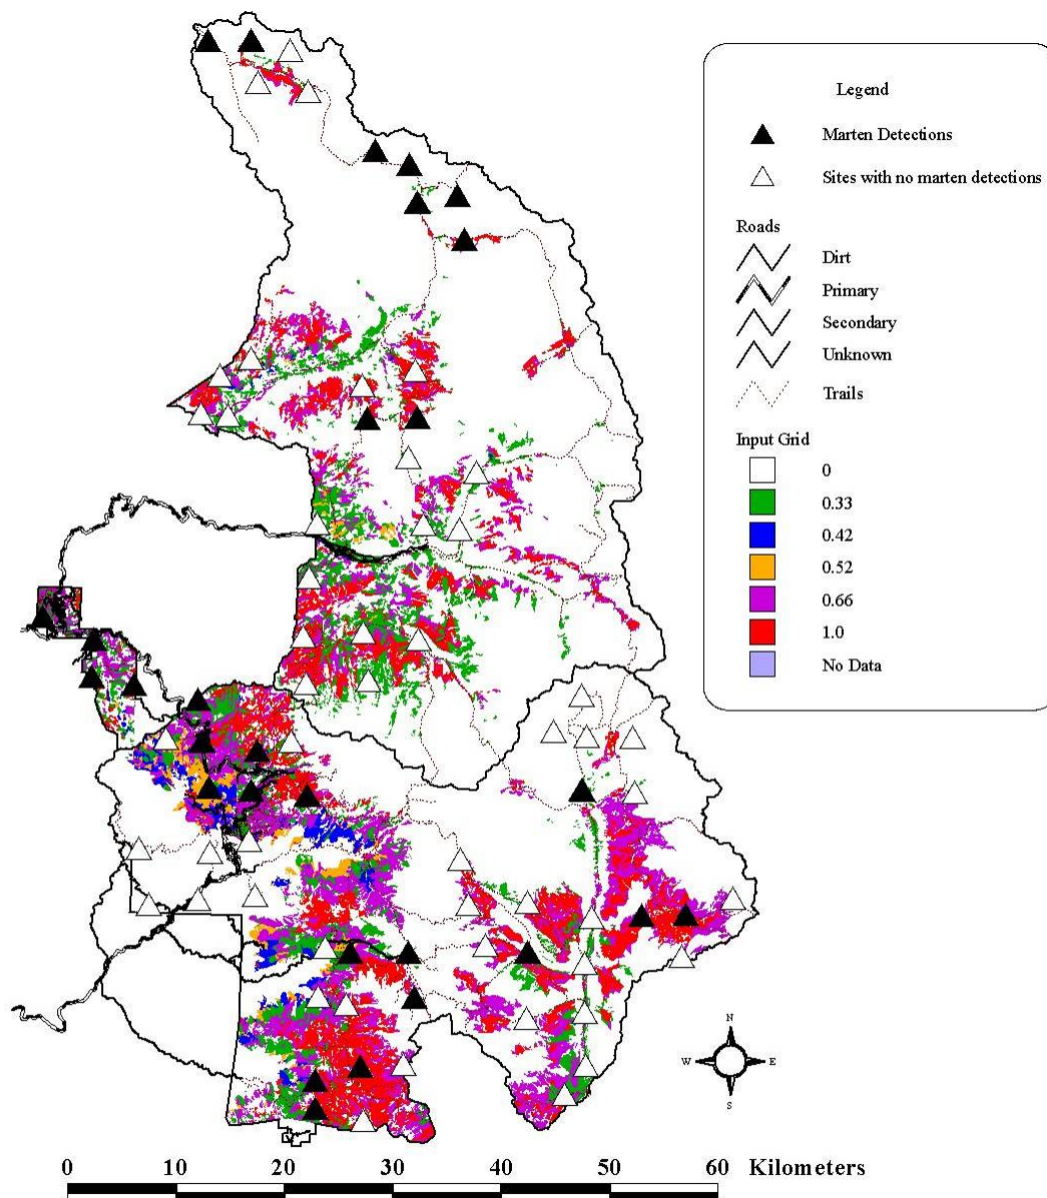 Legend
Marten Detections
Sites with no marten detections
Roads
Dirt
Primary
Secondary
Unknown
Trails
Input Grid
0
0.33
0.42
0.52
0.66
1.0
No Data
N
W E
S
0 10 20 30 40 50 60 Kilometers